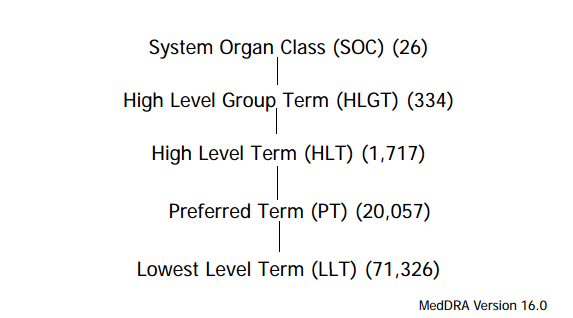 System Organ Class (SOC) (26)
High Level Group Term (HLGT) (334)
High Level Term (HLT) (1,717)
Preferred Term (PT) (20,057)
Lowest Level Term (LLT) (71,326)
MedDRA Version 16.0